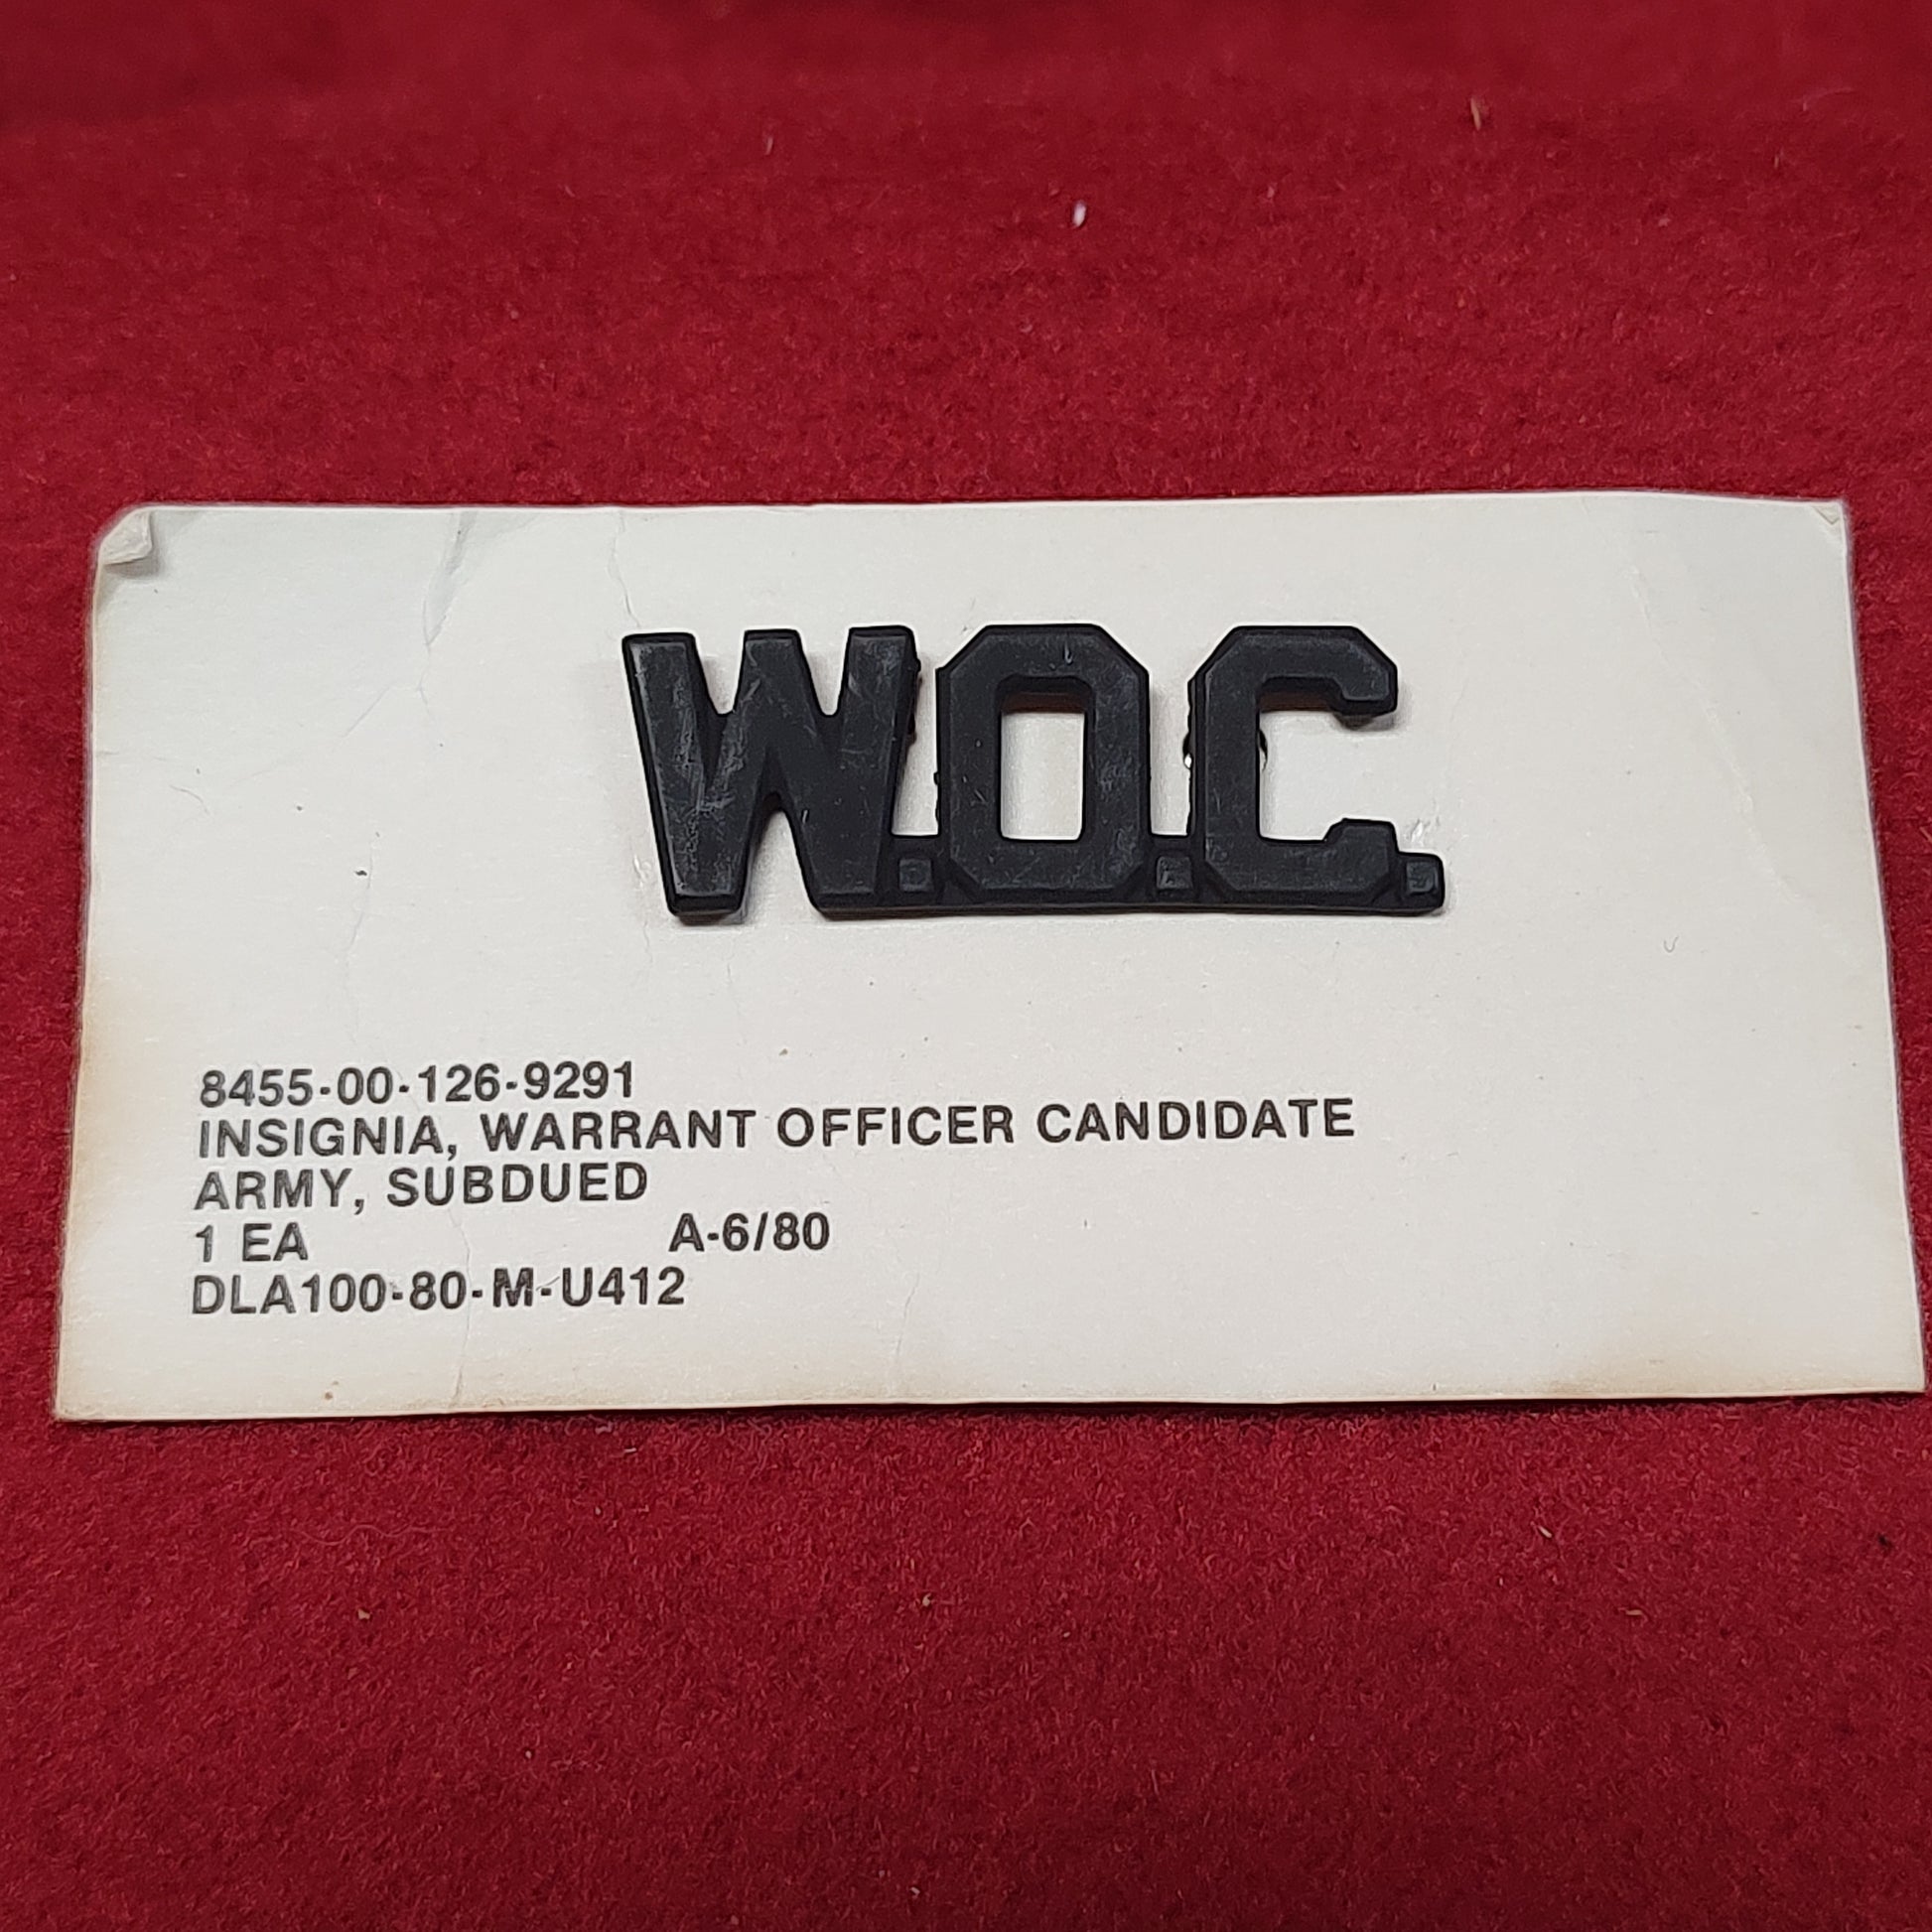 W.O.C.
8455-00-126-9291
INSIGNIA, WARRANT OFFICER CANDIDATE
ARMY, SUBDUED
1 EA A-6/80
DLA100-80-M-U412